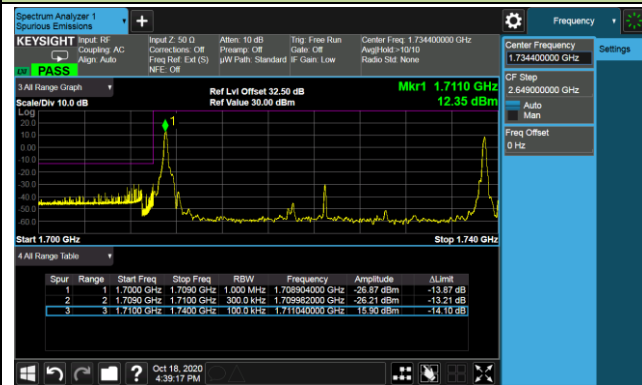 Spectrum Analyzer 1
Spurious Emissions
+
Frequency
KEYSIGHT Input: RF
Coupling: AC
Align: Auto
Input Z: 50 Ω
Corrections: Off
Freq Ref: Ext (S)
NFE: Off
Atten: 10 dB
Preamp: Off
µW Path: Standard
Trig: Free Run
Gate: Off
IF Gain: Low
Center Freq: 1.734400000 GHz
Avg|Hold:>10/10
Radio Std: None
PASS
Center Frequency
1.734400000 GHz
Settings
CF Step
2.649000000 GHz
Auto
Man
Freq Offset
0 Hz
3 All Range Graph
Scale/Div 10.0 dB
Ref Lvl Offset 32.50 dB
Ref Value 30.00 dBm
Mkr1 1.7110 GHz
12.35 dBm
Log
20.0
10.0
0.00
-10.0
-20.0
-30.0
-40.0
-50.0
-60.0
1
Start 1.700 GHz
Stop 1.740 GHz
4 All Range Table
Spur Range Start Freq Stop Freq RBW Frequency Amplitude ΔLimit
1 1 1.7000 GHz 1.7090 GHz 1.000 MHz 1.708904000 GHz -26.87 dBm -13.87 dB
2 2 1.7090 GHz 1.7100 GHz 300.0 kHz 1.709982000 GHz -26.21 dBm -13.21 dB
3 3 1.7100 GHz 1.7400 GHz 100.0 kHz 1.711040000 GHz 15.90 dBm -14.10 dB
?
Oct 18, 2020
4:39:17 PM